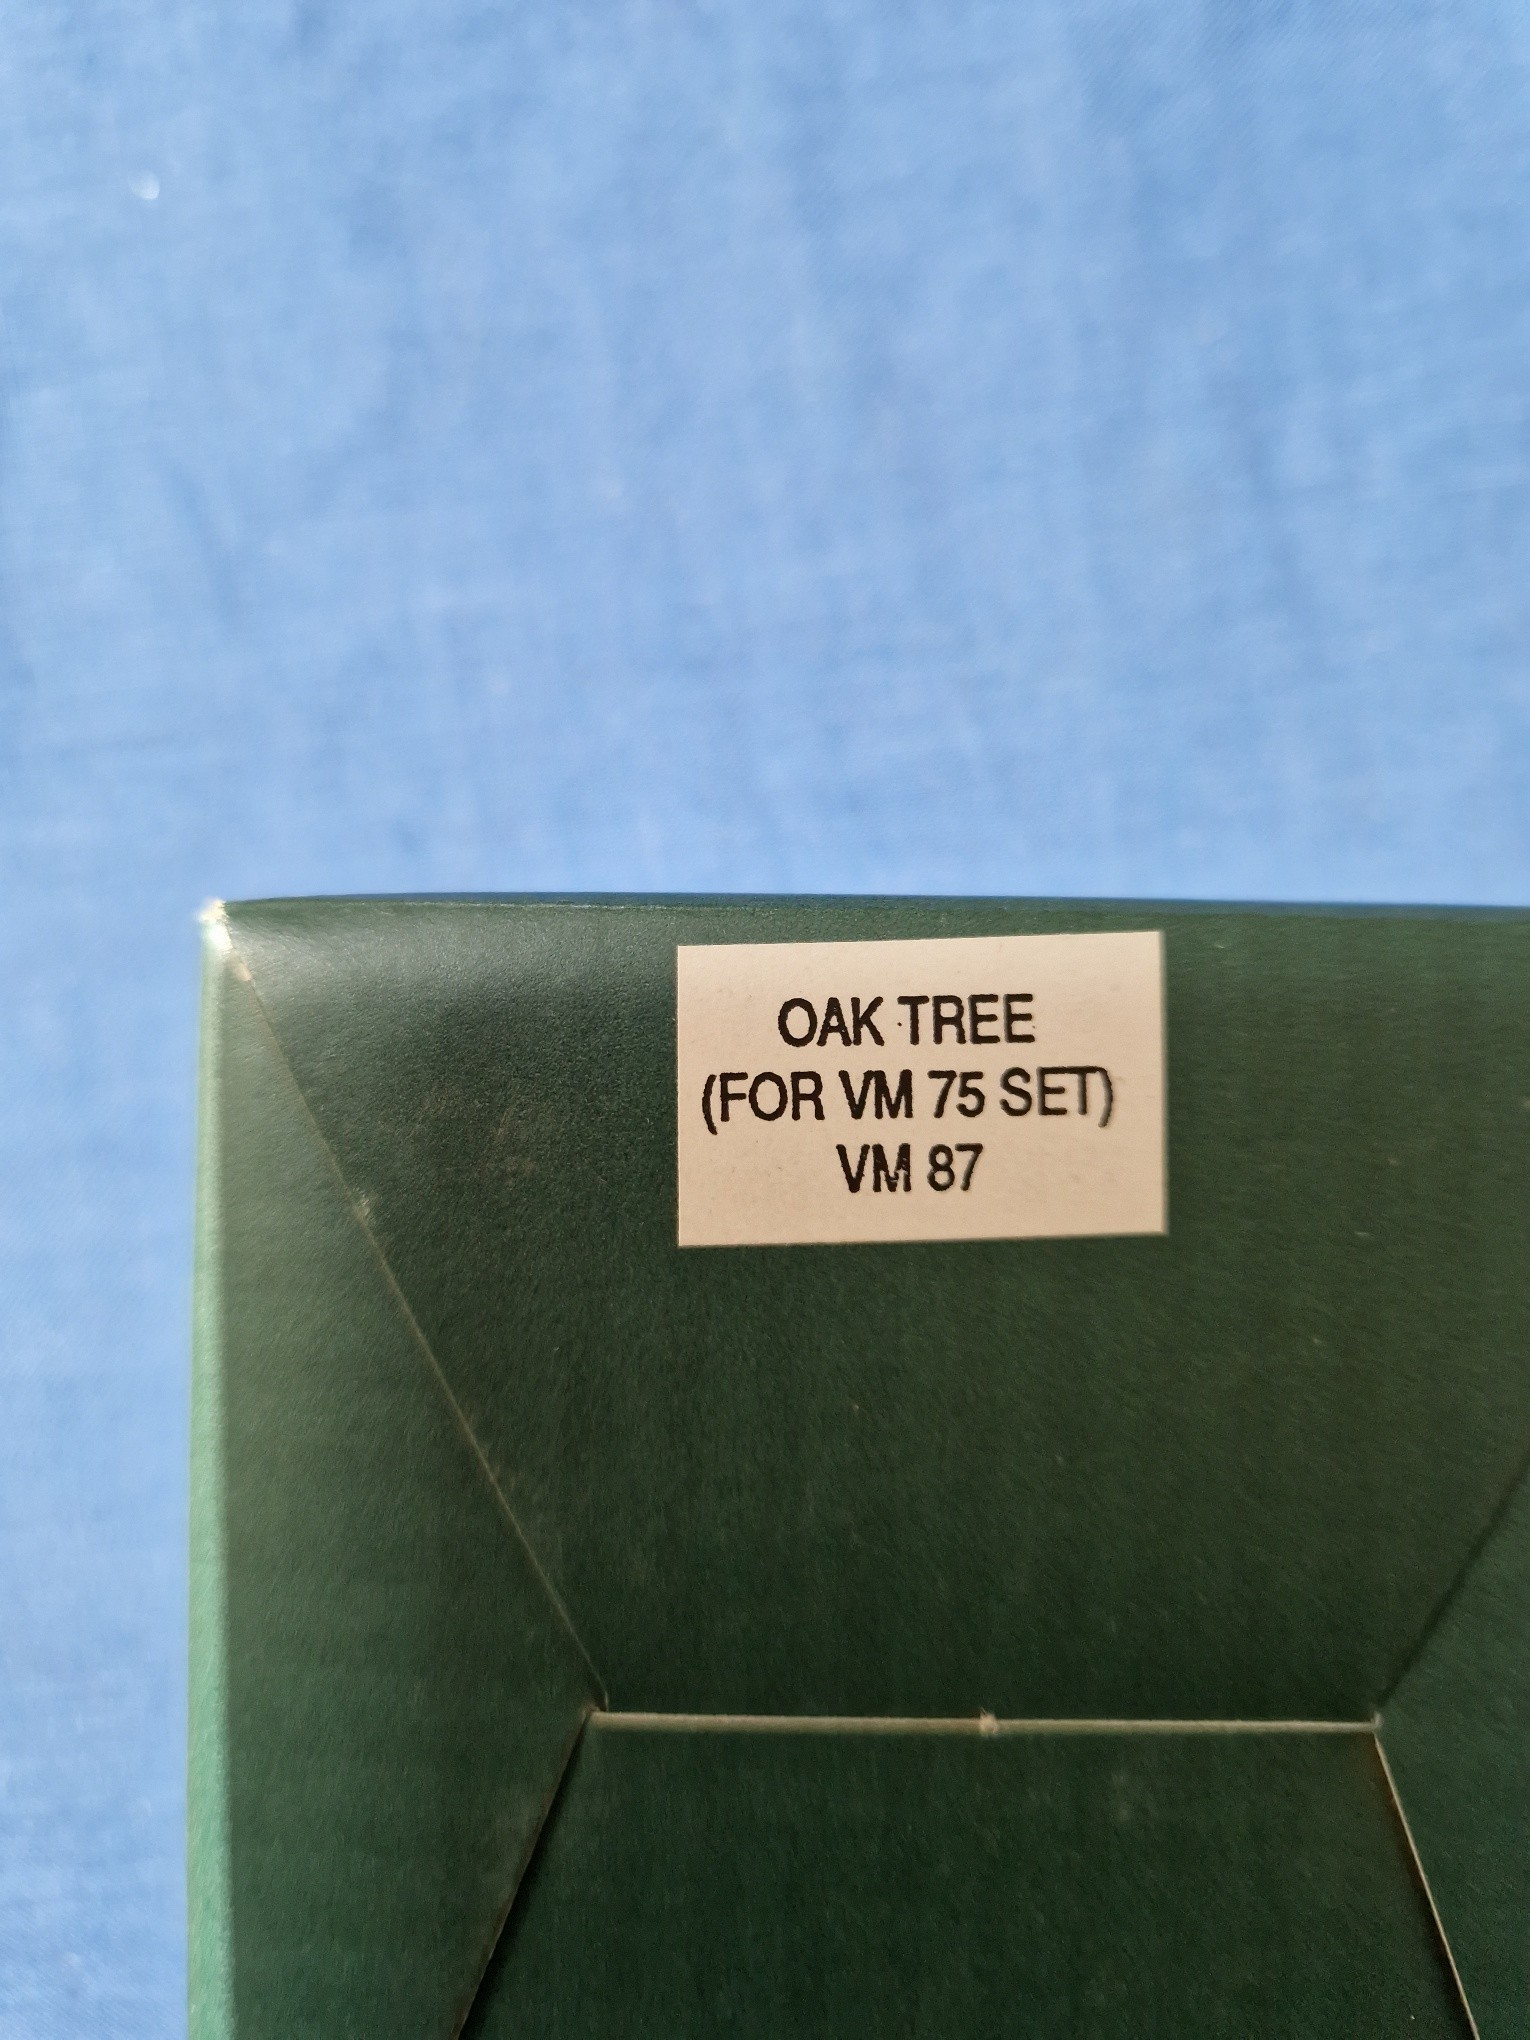 OAK TREE
(FOR VM 75 SET)
VM 87